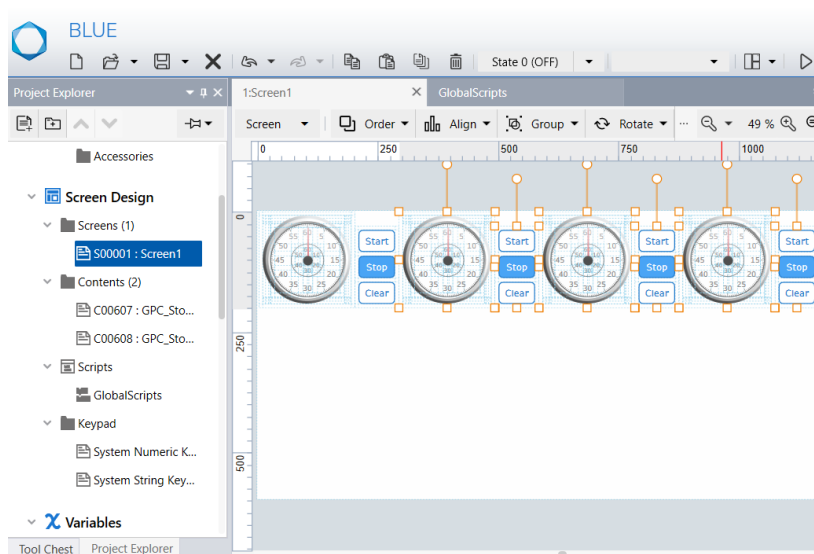 BLUE
State 0 (OFF)
Project Explorer
1:Screen1
GlobalScripts
Screen
Order
Align
Group
Rotate
49 %
Accessories
Screen Design
Screens (1)
S00001 : Screen1
Contents (2)
C00607 : GPC_Sto...
C00608 : GPC_Sto...
Scripts
GlobalScripts
Keypad
System Numeric K...
System String Key...
Variables
Tool Chest
Project Explorer
0 250 500 750 1000
0
250
500
Start Start Start Start
Stop Stop Stop Stop
Clear Clear Clear Clear